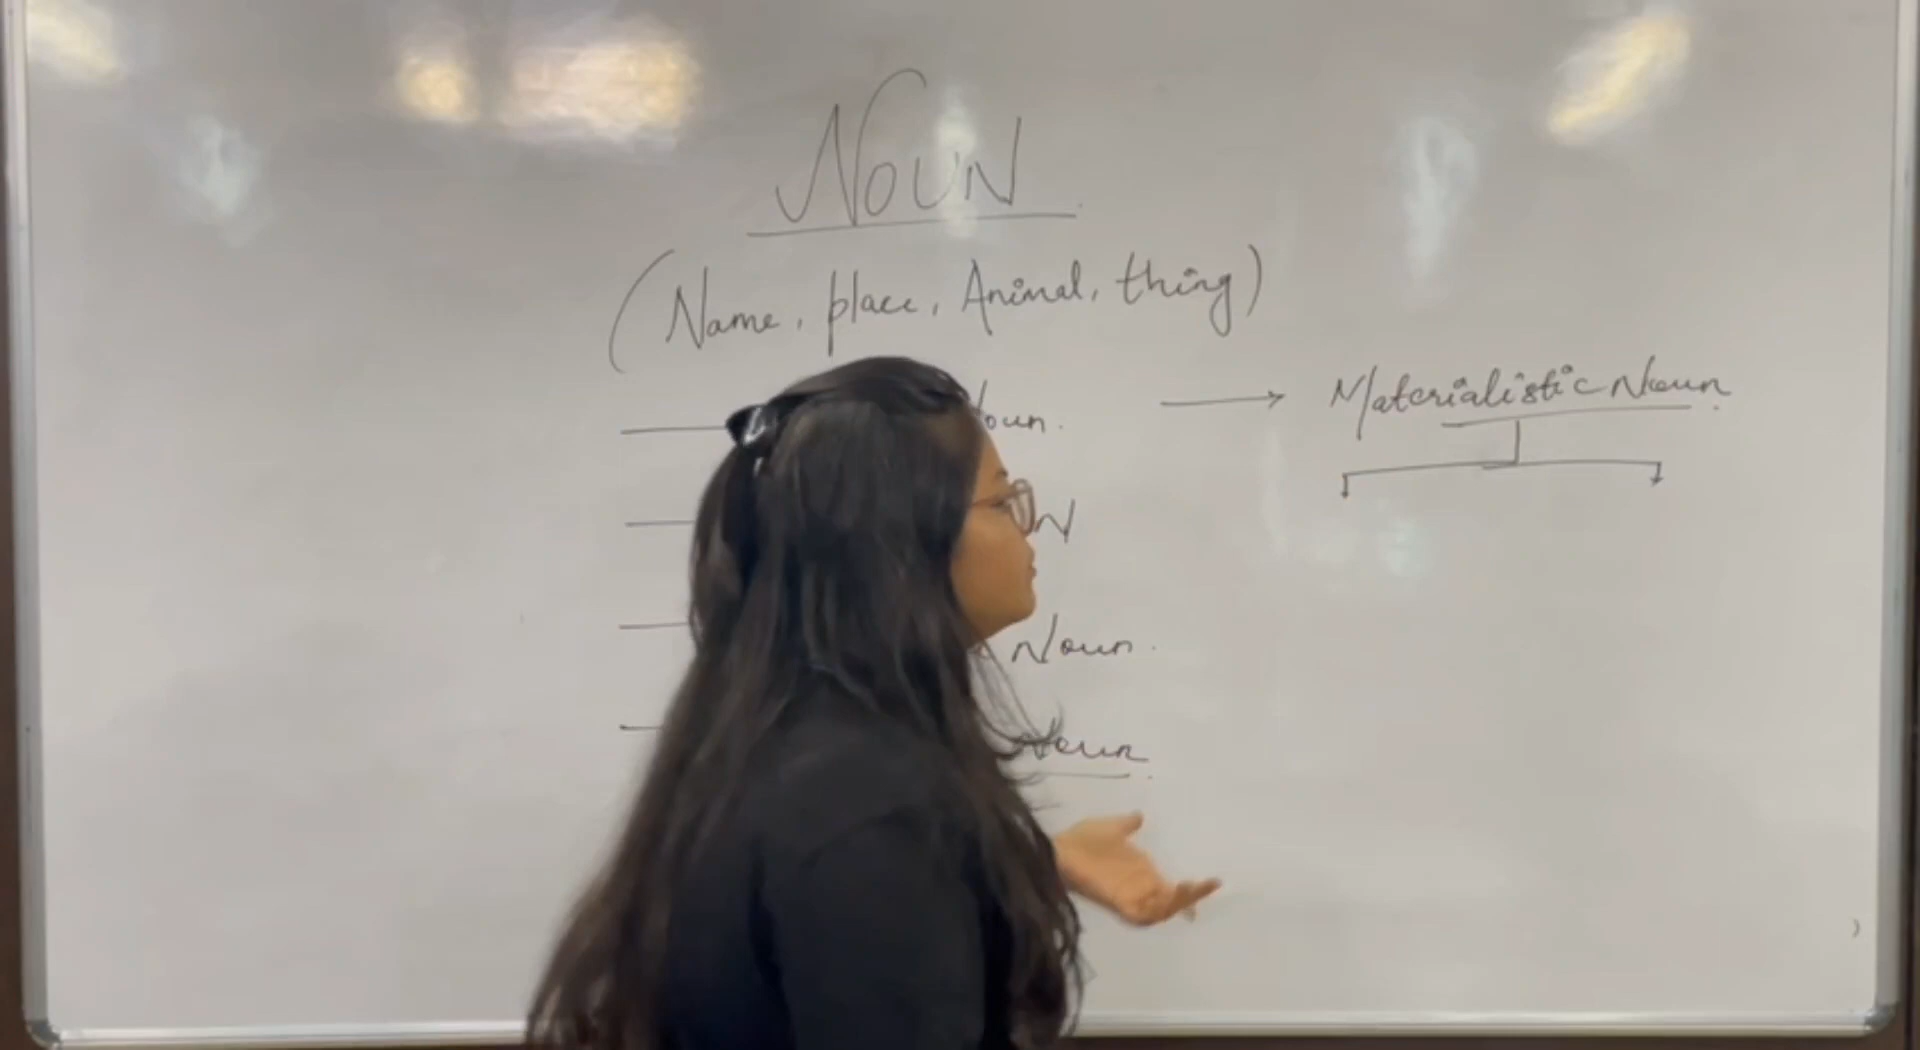 NOUN
(Name, place, Animal, thing)
Noun.
Materialistic Noun
N
Noun.
Noun